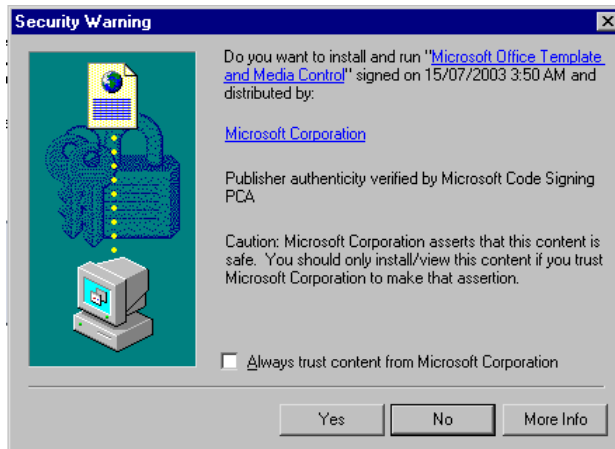 Security Warning
Do you want to install and run "Microsoft Office Template
and Media Control" signed on 15/07/2003 3:50 AM and
distributed by:
Microsoft Corporation
Publisher authenticity verified by Microsoft Code Signing
PCA
Caution: Microsoft Corporation asserts that this content is
safe. You should only install/view this content if you trust
Microsoft Corporation to make that assertion.
Always trust content from Microsoft Corporation
Yes No More Info